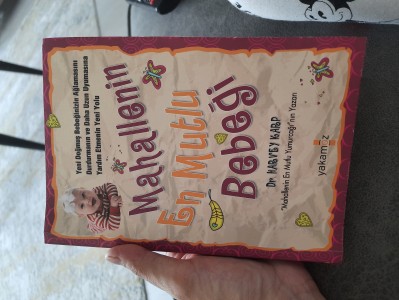 Yeni Doğmuş Bebeğinizin Ağlamasını
Durdurmanın ve Daha Uzun Uyumasına
Yardım Etmenin Yeni Yolu
Mahallenin
En Mutlu
Bebeği
Dr. HARVEY KARP
"Mahallenin En Mutlu Yumurcağı"nın Yazarı
yakamoz